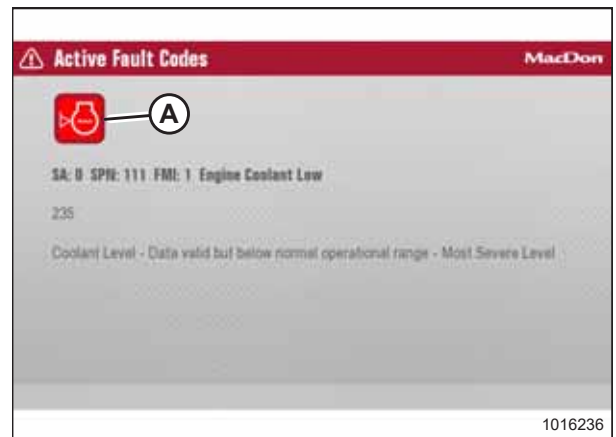 Active Fault Codes MacDon
A
SA: 0 SPN: 111 FMI: 1 Engine Coolant Low
235
Coolant Level - Data valid but below normal operational range - Most Severe Level
1016236